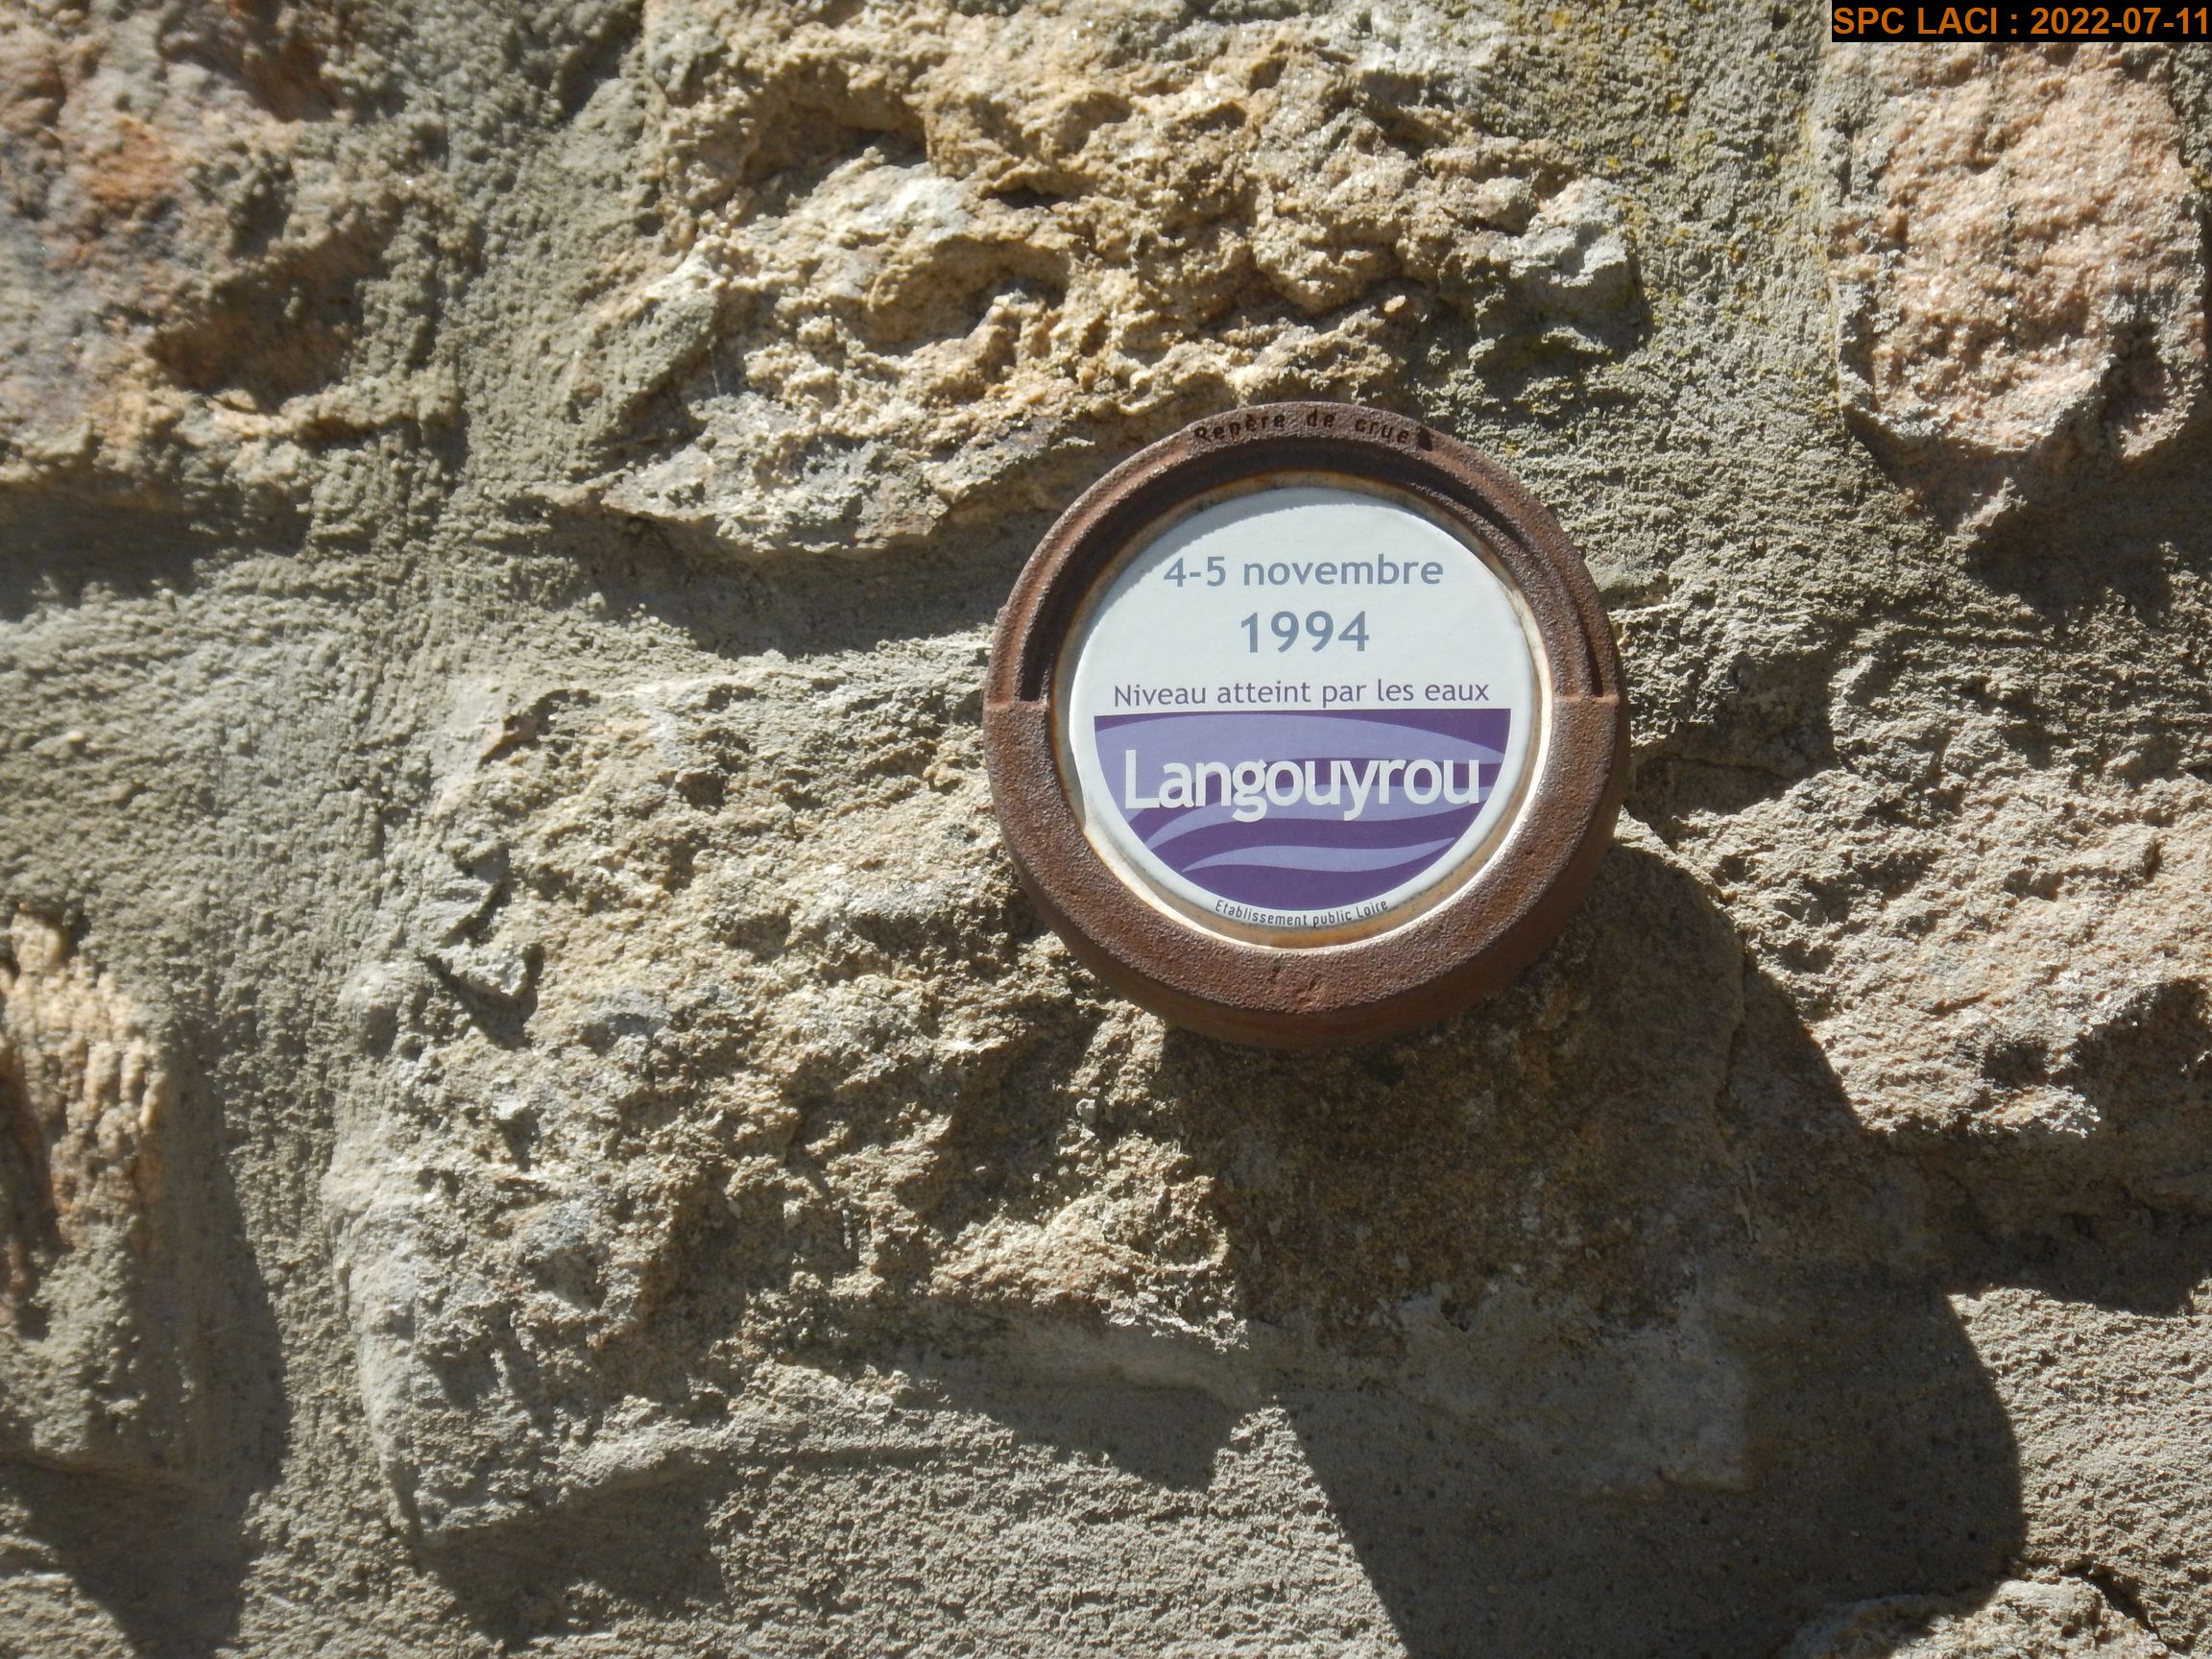 SPC LACI : 2022-07-11
Repère de crue
4-5 novembre
1994
Niveau atteint par les eaux
Langouyrou
Etablissement public Loire